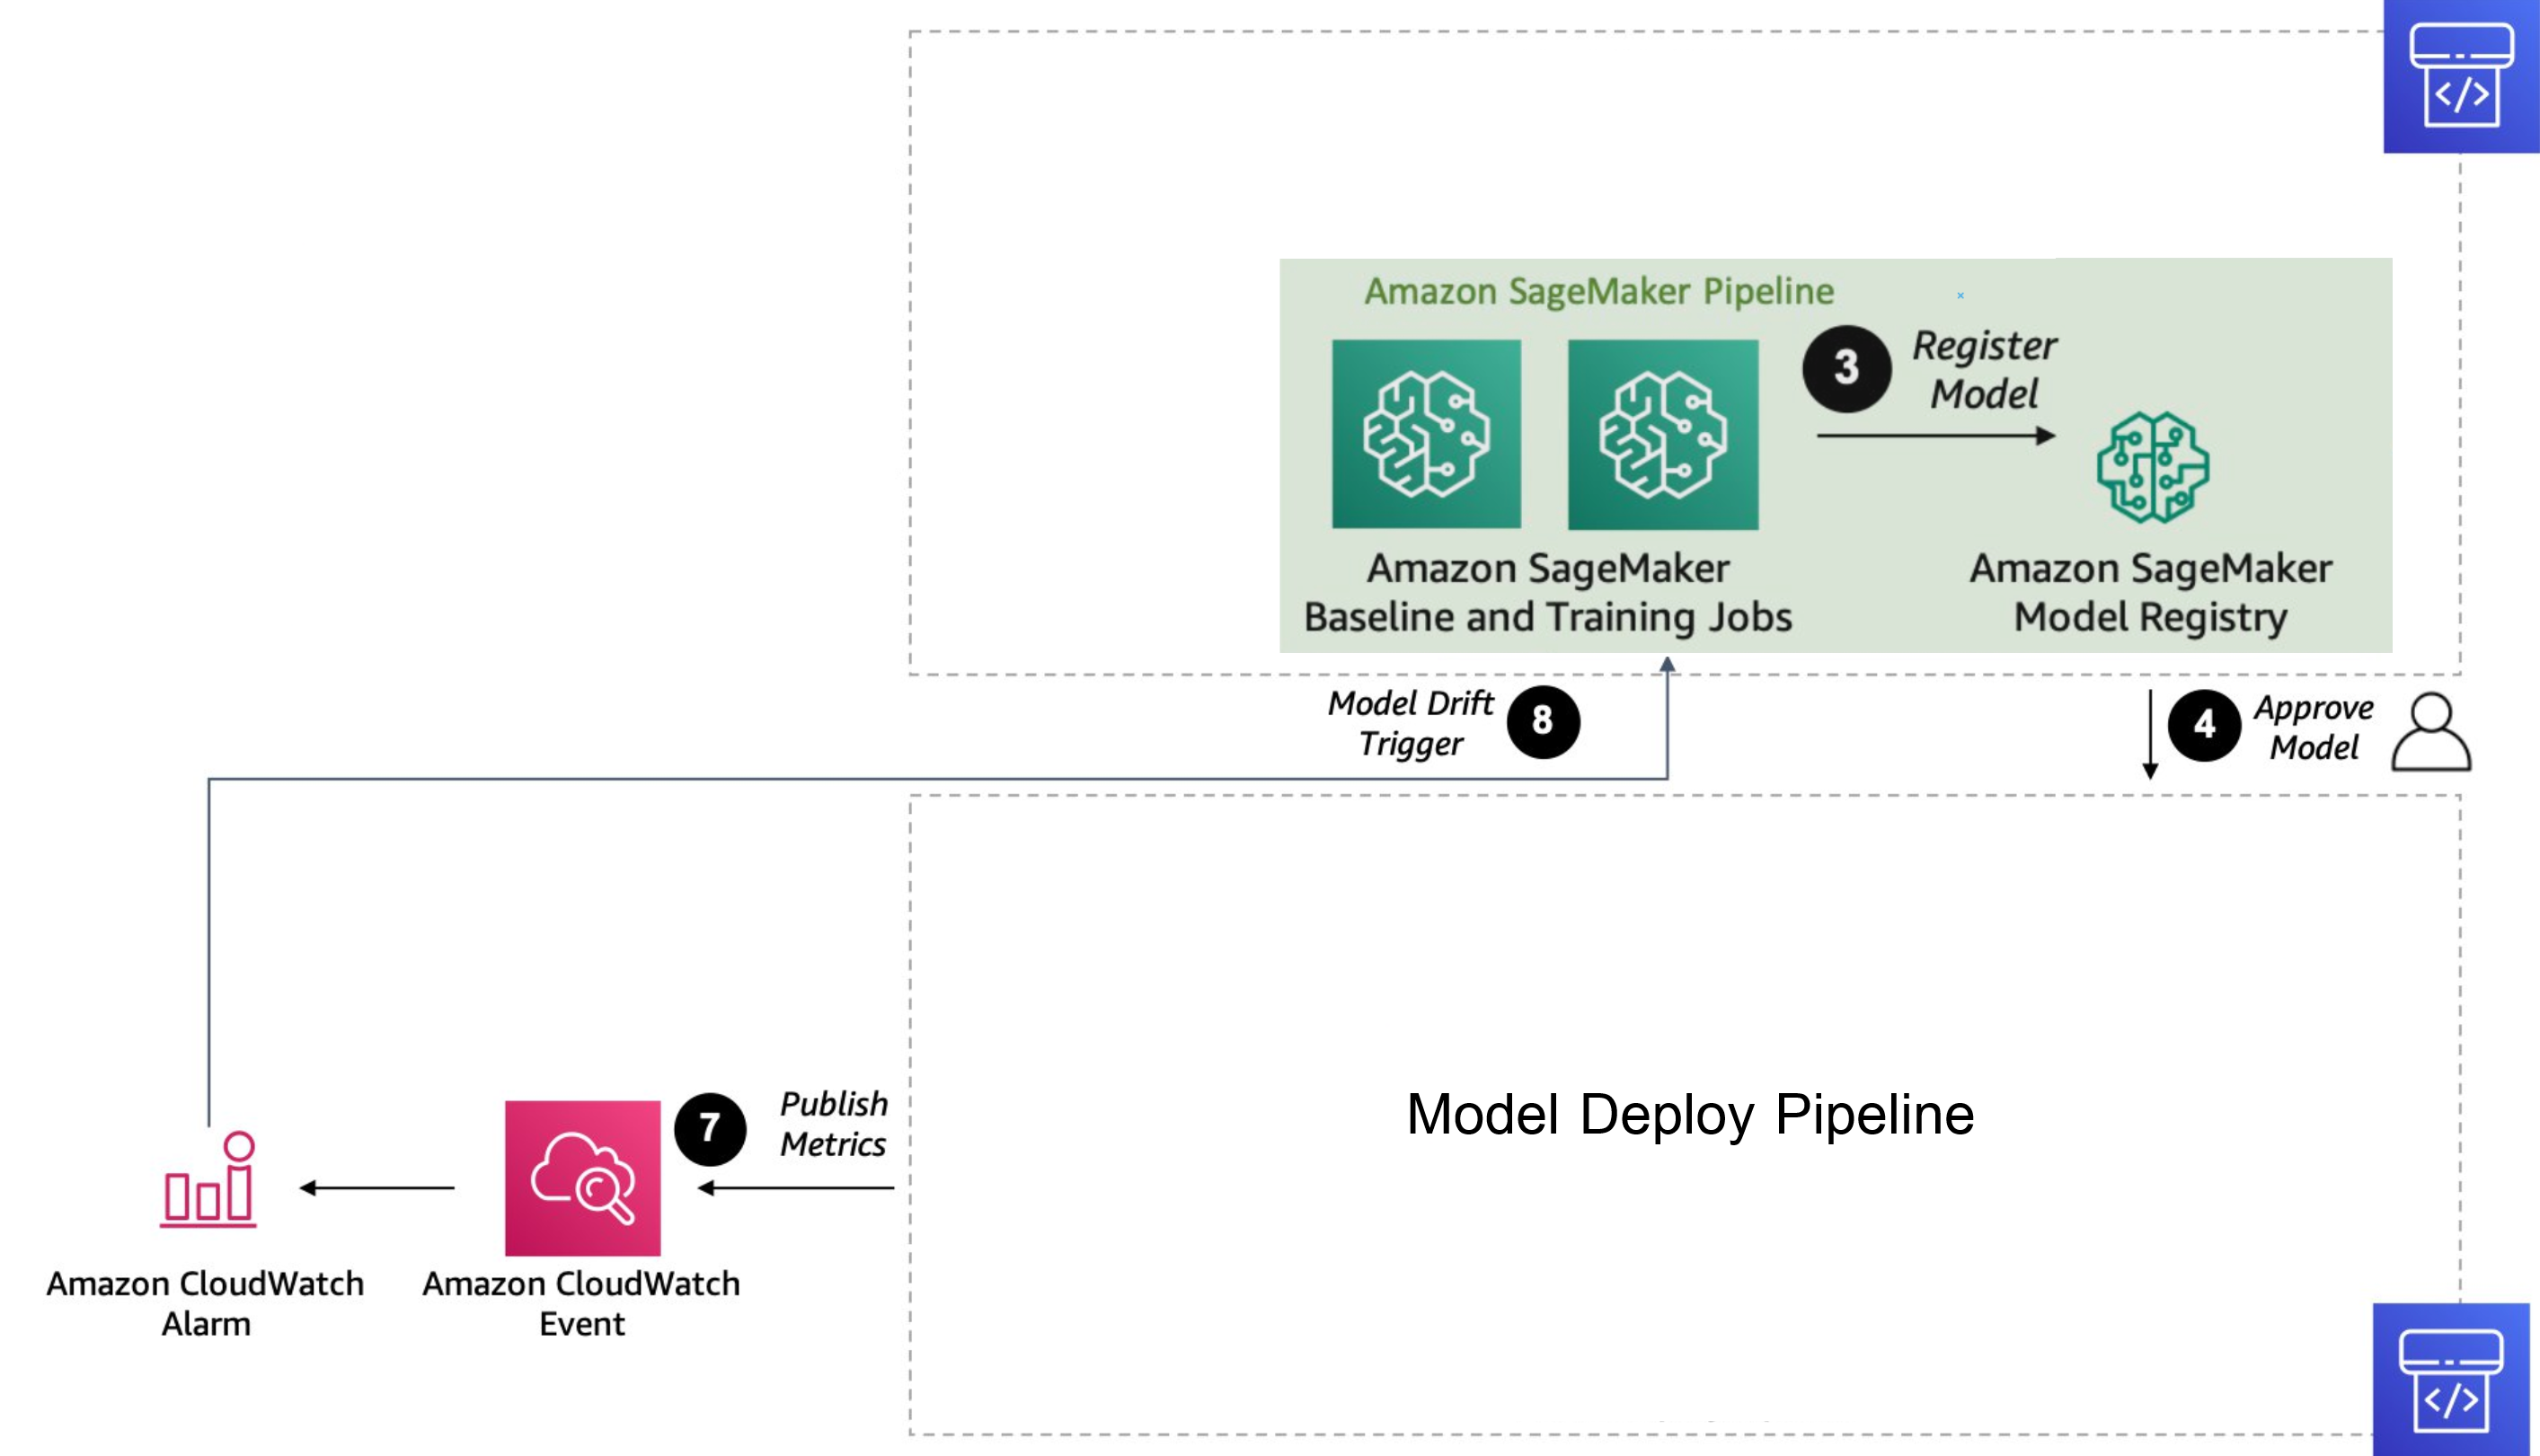 </>
Amazon SageMaker Pipeline
3
Register
Model
Amazon SageMaker
Baseline and Training Jobs
Amazon SageMaker
Model Registry
Model Drift
Trigger
8
4
Approve
Model
7
Publish
Metrics
Model Deploy Pipeline
Amazon CloudWatch
Alarm
Amazon CloudWatch
Event
</>